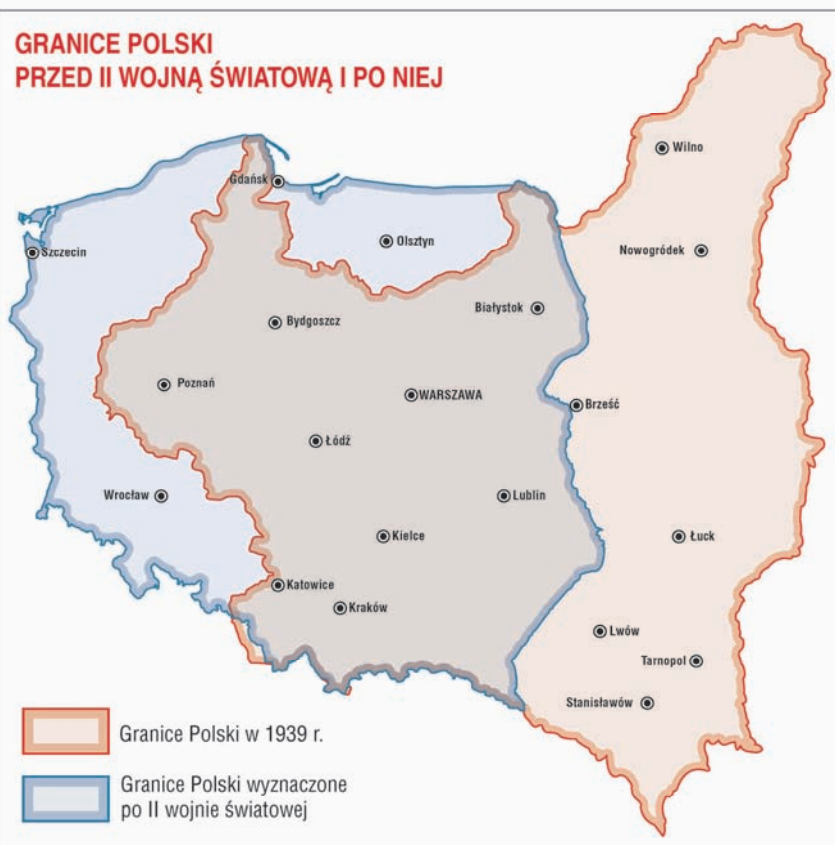 GRANICE POLSKI
PRZED II WOJNĄ ŚWIATOWĄ I PO NIEJ
Wilno
Gdańsk
Olsztyn
Nowogródek
Szczecin
Białystok
Bydgoszcz
Poznań
WARSZAWA
Brześć
Łódź
Wrocław
Lublin
Kielce
Łuck
Katowice
Kraków
Lwów
Tarnopol
Stanisławów
Granice Polski w 1939 r.
Granice Polski wyznaczone
po II wojnie światowej